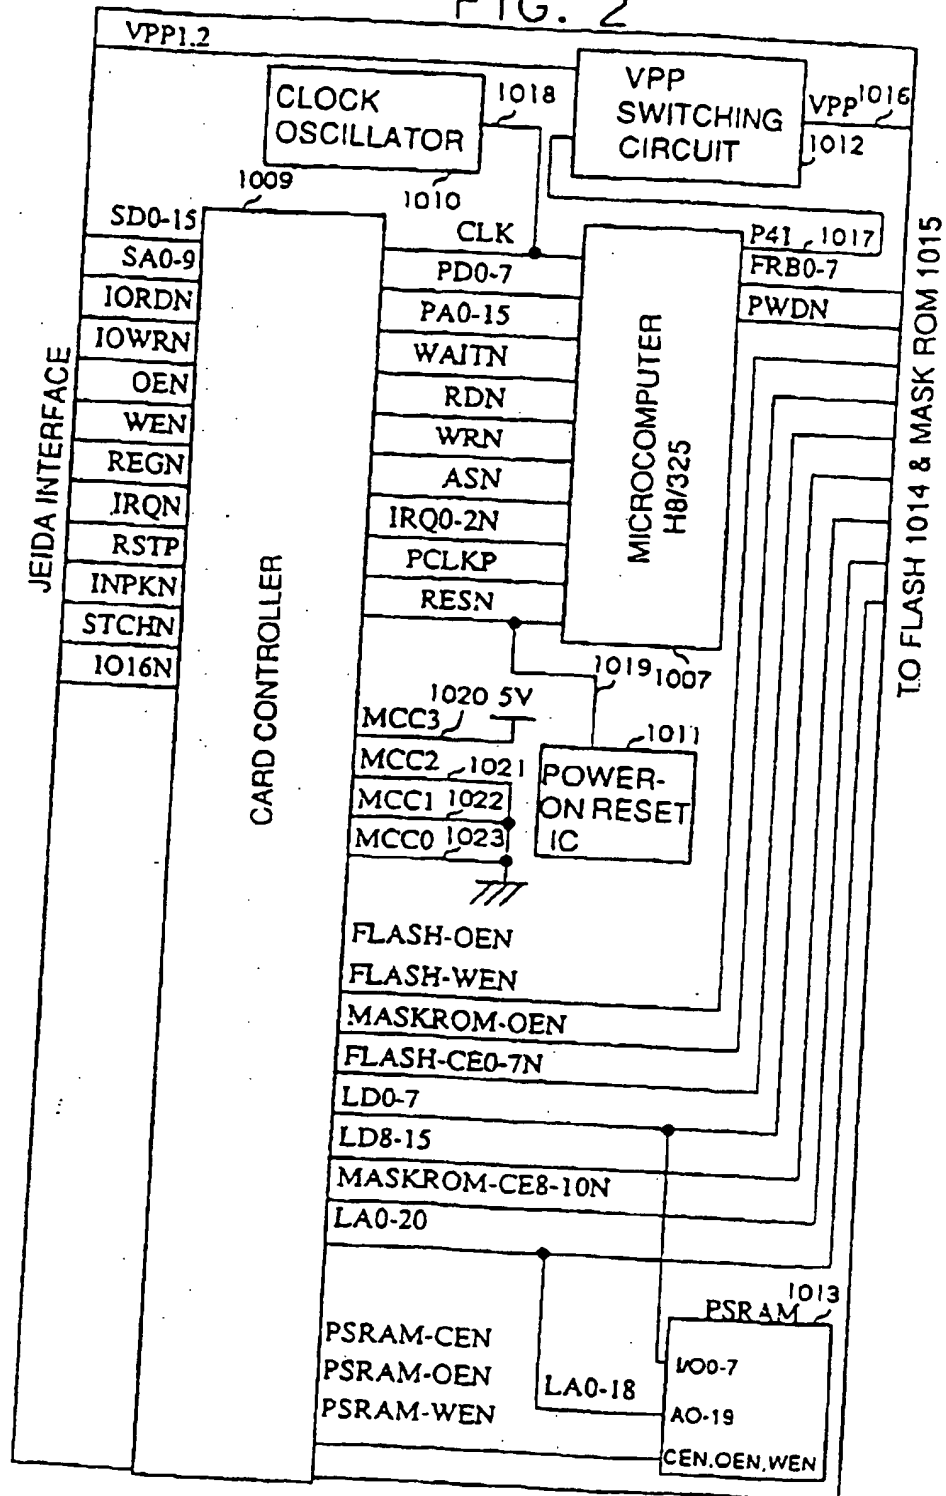 FIG. 2
VPP1.2
CLOCK
OSCILLATOR
1018
1010
VPP
SWITCHING
CIRCUIT
VPP 1016
1012
1009
SD0-15
SA0-9
IORDN
IOWRN
OEN
WEN
REGN
IRQN
RSTP
INPKN
STCHN
IO16N
JEIDA INTERFACE
CARD CONTROLLER
CLK
PD0-7
PA0-15
WAITN
RDN
WRN
ASN
IRQ0-2N
PCLKP
RESN
MICROCOMPUTER
H8/325
P41 1017
FRB0-7
PWDN
TO FLASH 1014 & MASK ROM 1015
1019 1007
MCC3 1020 5V
MCC2 1021
MCC1 1022
MCC0 1023
1011
POWER-
ON RESET
IC
FLASH-OEN
FLASH-WEN
MASKROM-OEN
FLASH-CE0-7N
LD0-7
LD8-15
MASKROM-CE8-10N
LA0-20
PSRAM-CEN
PSRAM-OEN
PSRAM-WEN
LA0-18
1013
PSRAM
I/O0-7
A0-19
CEN,OEN,WEN